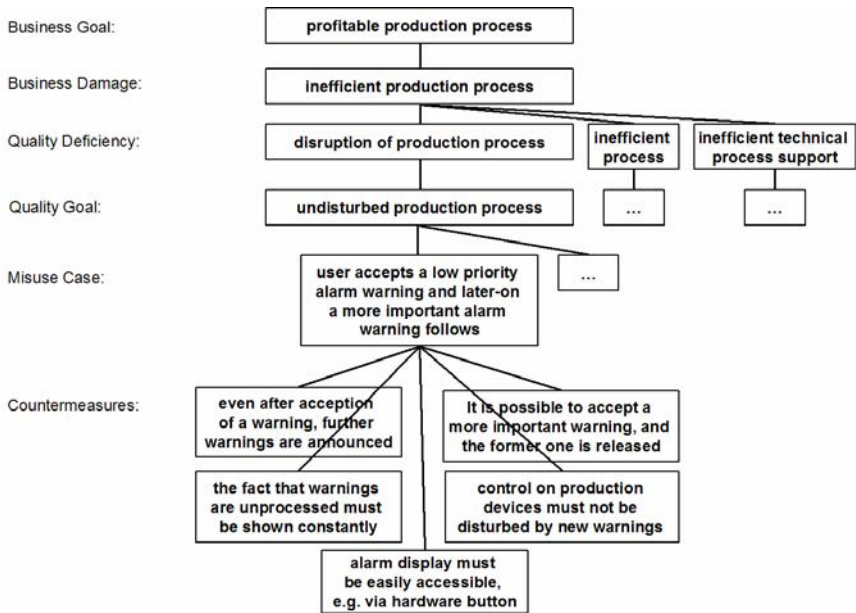 Business Goal:
profitable production process
Business Damage:
inefficient production process
Quality Deficiency:
disruption of production process
inefficient
process
inefficient technical
process support
Quality Goal:
undisturbed production process
...
...
Misuse Case:
user accepts a low priority
alarm warning and later-on
a more important alarm
warning follows
...
Countermeasures:
even after acception
of a warning, further
warnings are announced
It is possible to accept a
more important warning, and
the former one is released
the fact that warnings
are unprocessed must
be shown constantly
control on production
devices must not be
disturbed by new warnings
alarm display must
be easily accessible,
e.g. via hardware button